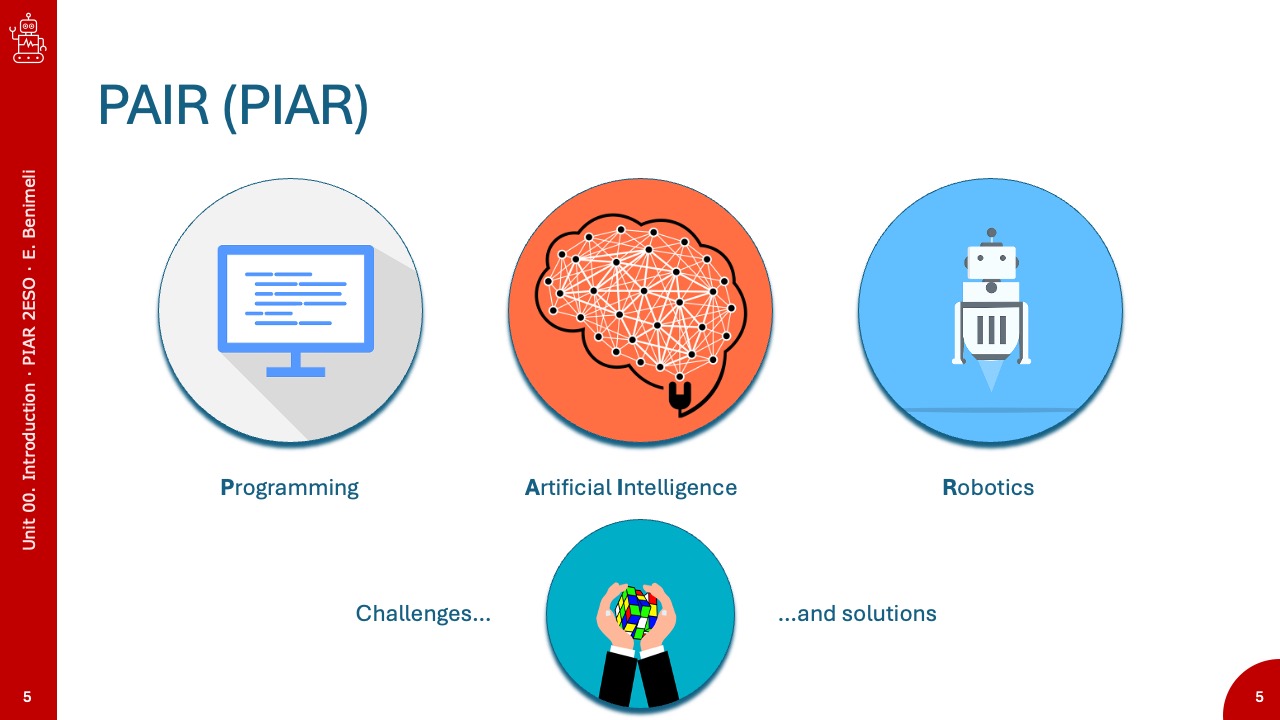 PAIR (PIAR)
Programming
Artificial Intelligence
Robotics
Challenges...
...and solutions
Unit 00. Introduction · PIAR 2ESO · E. Benimeli
5
5